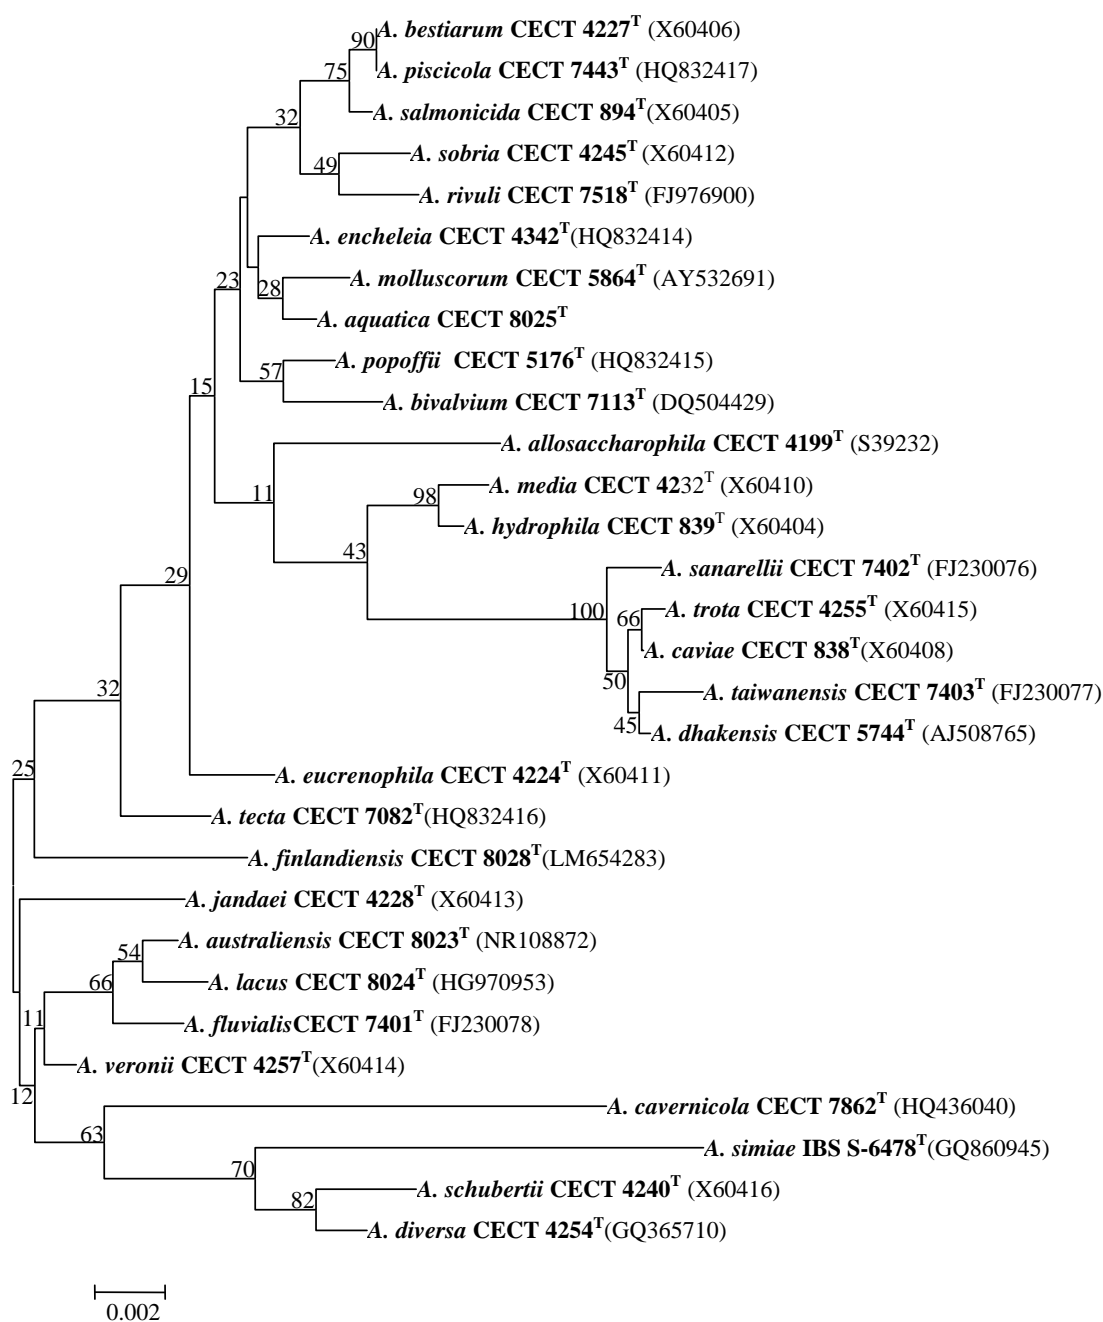 A. bestiarum CECT 4227T (X60406)
90
A. piscicola CECT 7443T (HQ832417)
75
A. salmonicida CECT 894T(X60405)
32
A. sobria CECT 4245T (X60412)
49
A. rivuli CECT 7518T (FJ976900)
A. encheleia CECT 4342T(HQ832414)
A. molluscorum CECT 5864T (AY532691)
23
28
A. aquatica CECT 8025T
A. popoffii CECT 5176T (HQ832415)
57
15
A. bivalvium CECT 7113T (DQ504429)
A. allosaccharophila CECT 4199T (S39232)
11
A. media CECT 4232T (X60410)
98
A. hydrophila CECT 839T (X60404)
43
A. sanarellii CECT 7402T (FJ230076)
29
100
A. trota CECT 4255T (X60415)
66
A. caviae CECT 838T(X60408)
50
A. taiwanensis CECT 7403T (FJ230077)
32
45
A. dhakensis CECT 5744T (AJ508765)
25
A. eucrenophila CECT 4224T (X60411)
A. tecta CECT 7082T(HQ832416)
A. finlandiensis CECT 8028T(LM654283)
A. jandaei CECT 4228T (X60413)
A. australiensis CECT 8023T (NR108872)
54
A. lacus CECT 8024T (HG970953)
66
A. fluvialisCECT 7401T (FJ230078)
11
A. veronii CECT 4257T(X60414)
12
A. cavernicola CECT 7862T (HQ436040)
63
A. simiae IBS S-6478T(GQ860945)
70
A. schubertii CECT 4240T (X60416)
82
A. diversa CECT 4254T(GQ365710)
0.002